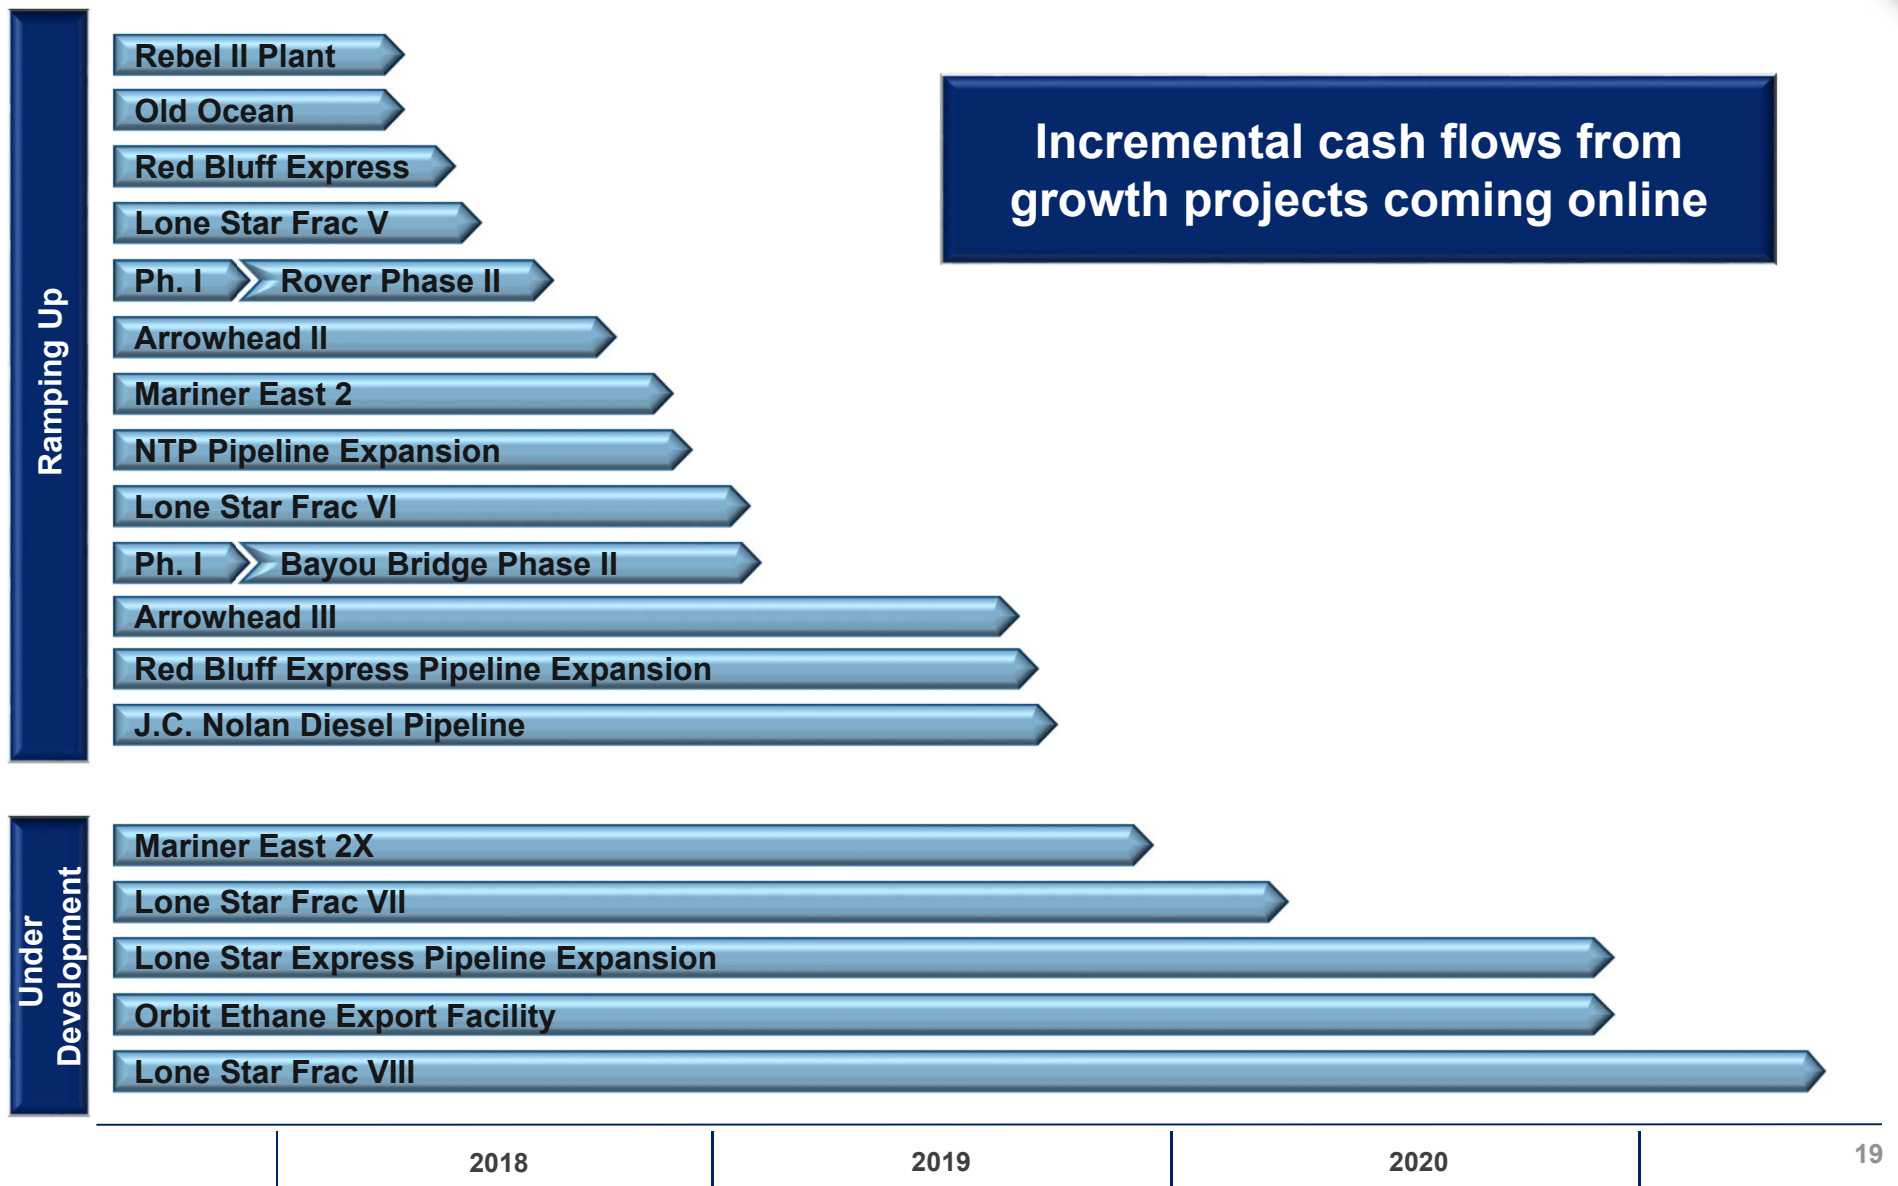 Ramping Up
Rebel II Plant
Old Ocean
Red Bluff Express
Lone Star Frac V
Ph. I Rover Phase II
Arrowhead II
Mariner East 2
NTP Pipeline Expansion
Lone Star Frac VI
Ph. I Bayou Bridge Phase II
Arrowhead III
Red Bluff Express Pipeline Expansion
J.C. Nolan Diesel Pipeline
Incremental cash flows from
growth projects coming online
Under
Development
Mariner East 2X
Lone Star Frac VII
Lone Star Express Pipeline Expansion
Orbit Ethane Export Facility
Lone Star Frac VIII
2018 2019 2020
19